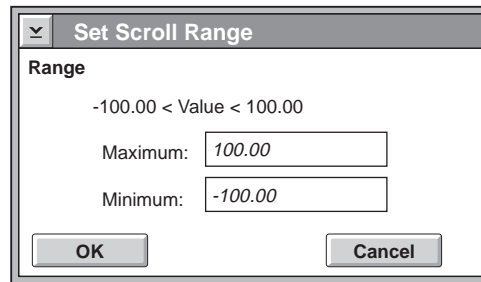 Set Scroll Range
Range
-100.00 < Value < 100.00
Maximum: 100.00
Minimum: -100.00
OK Cancel